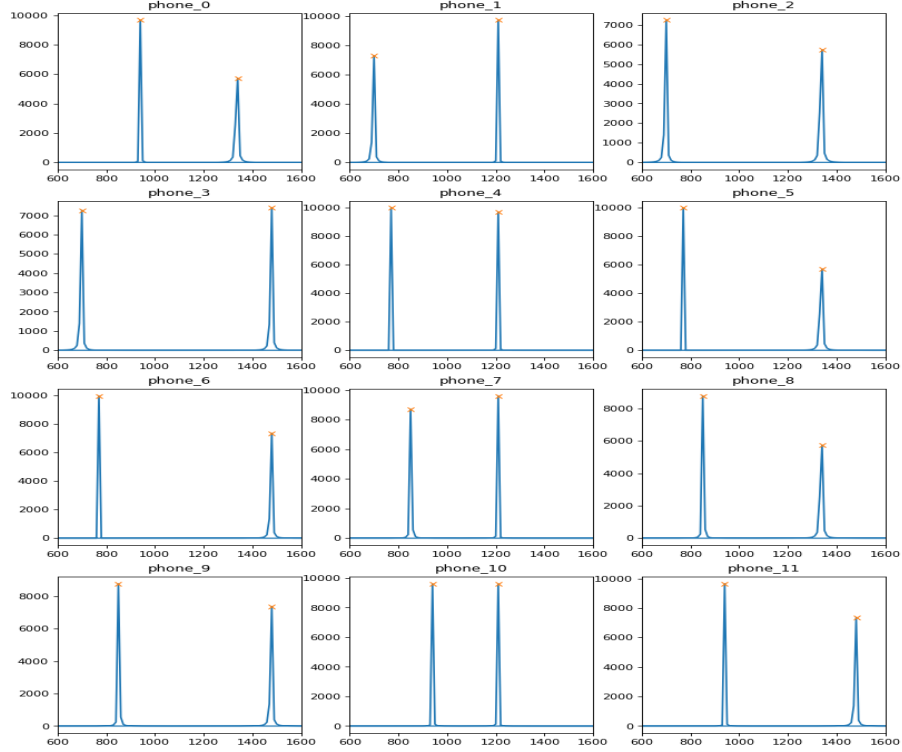 phone_0 phone_1 phone_2
10000 10000 7000
8000 8000 6000
6000 6000 5000
4000 4000 4000
2000 2000 3000
0 0 2000
1000
0
600 800 1000 1200 1400 1600 600 800 1000 1200 1400 1600 600 800 1000 1200 1400 1600
phone_3 phone_4 phone_5
7000 10000 10000
6000 8000 8000
5000 6000 6000
4000 4000 4000
3000 2000 2000
2000 0 0
1000
0
600 800 1000 1200 1400 1600 600 800 1000 1200 1400 1600 600 800 1000 1200 1400 1600
phone_6 phone_7 phone_8
10000 10000 8000
8000 8000 6000
6000 6000 4000
4000 4000 2000
2000 2000 0
0 0
600 800 1000 1200 1400 1600 600 800 1000 1200 1400 1600 600 800 1000 1200 1400 1600
phone_9 phone_10 phone_11
8000 10000 10000
6000 8000 8000
4000 6000 6000
2000 4000 4000
0 2000 2000
0 0
600 800 1000 1200 1400 1600 600 800 1000 1200 1400 1600 600 800 1000 1200 1400 1600